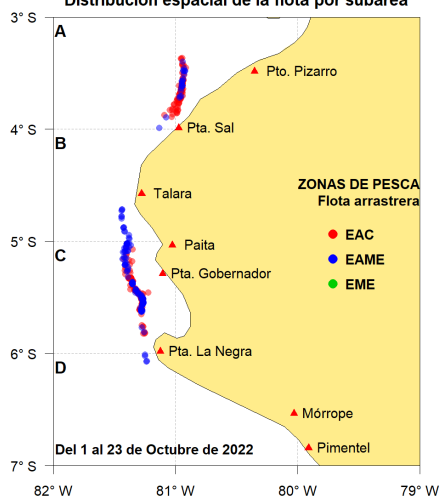 Distribución espacial de la flota por subárea
3° S
A
Pto. Pizarro
4° S
Pta. Sal
B
Talara
ZONAS DE PESCA
Flota arrastrera
EAC
EAME
EME
5° S
Paita
C
Pta. Gobernador
6° S
Pta. La Negra
D
Mórrope
Pimentel
Del 1 al 23 de Octubre de 2022
7° S
82° W
81° W
80° W
79° W